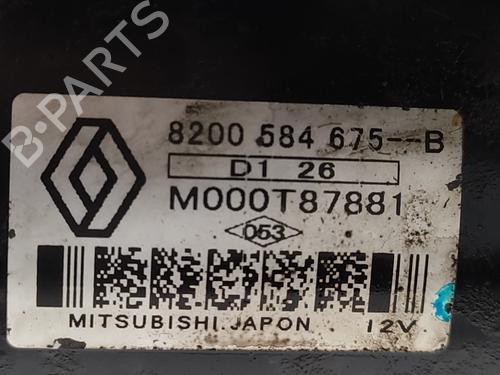 8200 584 675--B
D1 26
M000T87881
053
MITSUBISHI JAPON 12V
B-PARTS